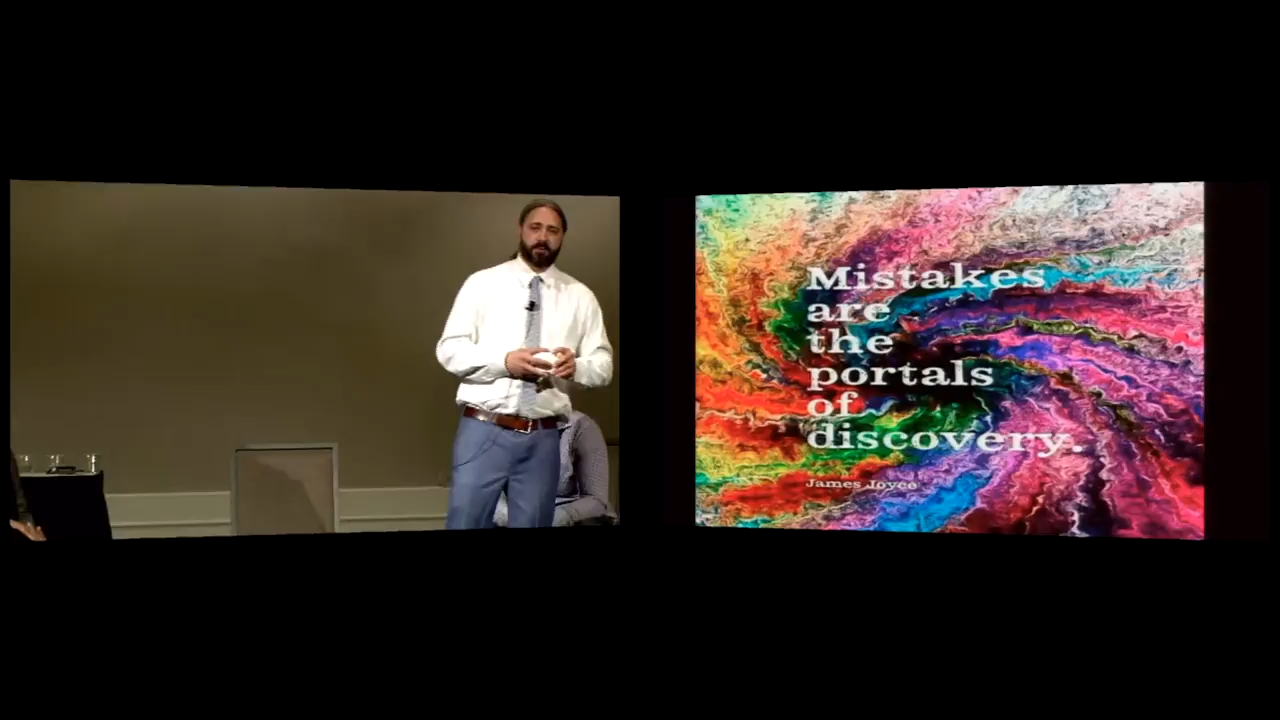 Mistakes
are
the
portals
of
discovery.
James Joyce